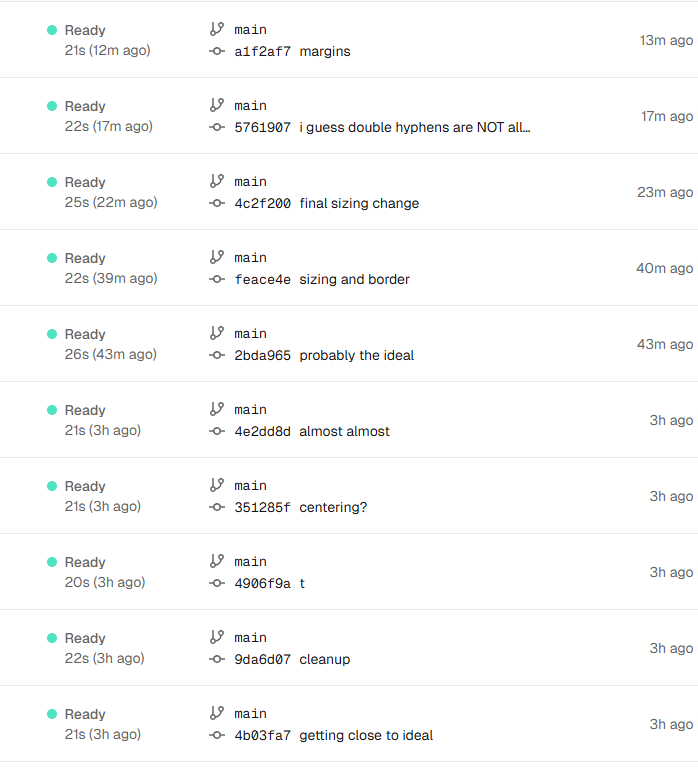 Ready
21s (12m ago)
main
a1f2af7 margins
13m ago
Ready
22s (17m ago)
main
5761907 i guess double hyphens are NOT all...
17m ago
Ready
25s (22m ago)
main
4c2f200 final sizing change
23m ago
Ready
22s (39m ago)
main
feace4e sizing and border
40m ago
Ready
26s (43m ago)
main
2bda965 probably the ideal
43m ago
Ready
21s (3h ago)
main
4e2dd8d almost almost
3h ago
Ready
21s (3h ago)
main
351285f centering?
3h ago
Ready
20s (3h ago)
main
4906f9a t
3h ago
Ready
22s (3h ago)
main
9da6d07 cleanup
3h ago
Ready
21s (3h ago)
main
4b03fa7 getting close to ideal
3h ago